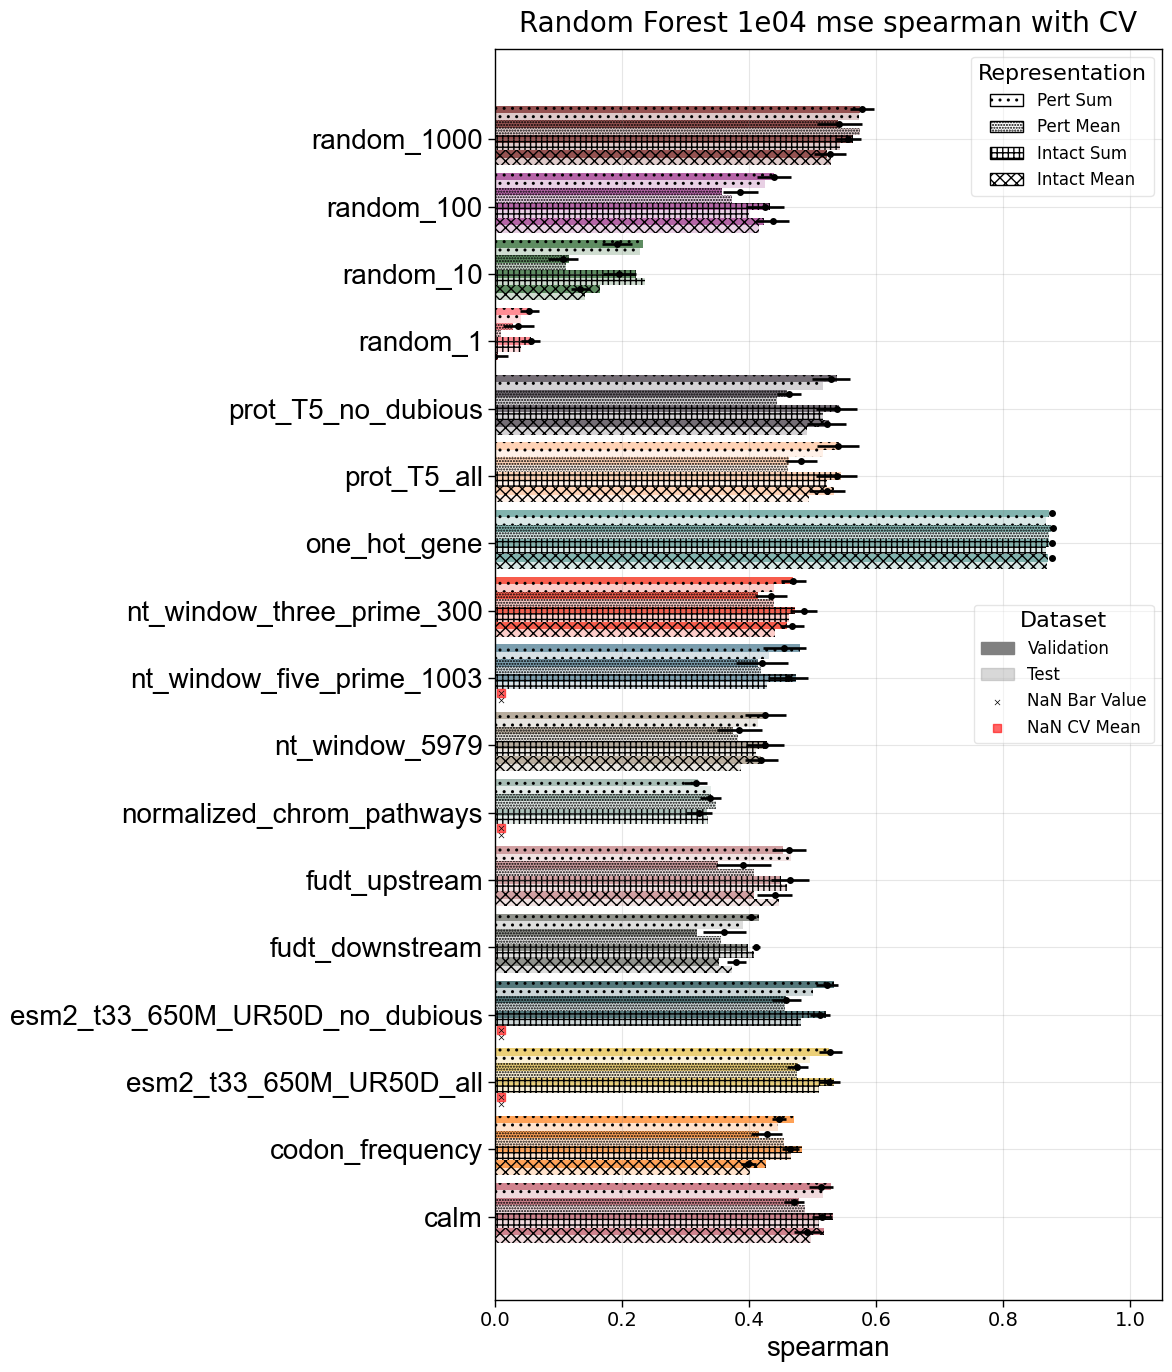 Random Forest 1e04 mse spearman with CV
Representation
Pert Sum
Pert Mean
Intact Sum
Intact Mean
random_1000
random_100
random_10
random_1
prot_T5_no_dubious
prot_T5_all
one_hot_gene
nt_window_three_prime_300
Dataset
Validation
Test
NaN Bar Value
NaN CV Mean
nt_window_five_prime_1003
nt_window_5979
normalized_chrom_pathways
fudt_upstream
fudt_downstream
esm2_t33_650M_UR50D_no_dubious
esm2_t33_650M_UR50D_all
codon_frequency
calm
0.0 0.2 0.4 0.6 0.8 1.0
spearman